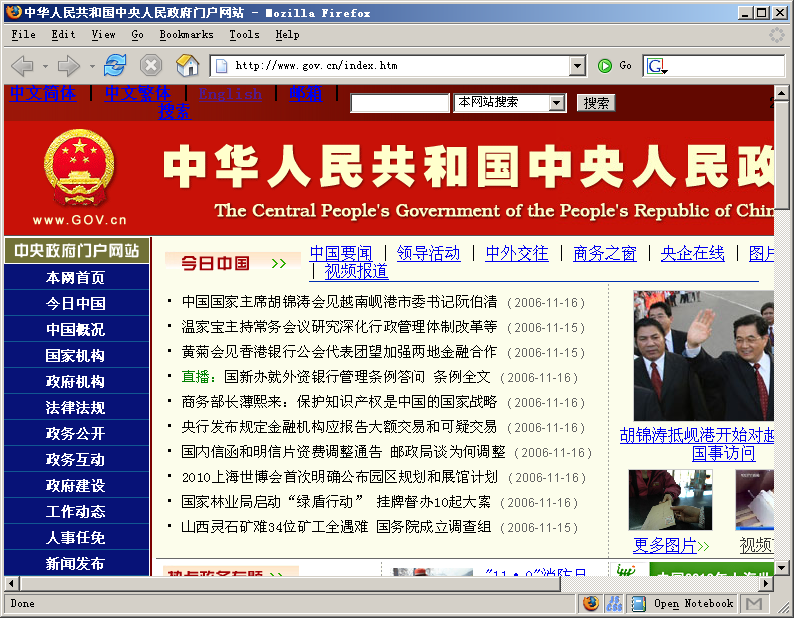 中华人民共和国中央人民政府门户网站 - Mozilla Firefox
File Edit View Go Bookmarks Tools Help
http://www.gov.cn/index.htm Go G
中文简体 | 中文繁体 | English | 邮箱 |
搜索 本网站搜索 搜索
中华人民共和国中央人民政
www.GOV.cn
The Central People's Government of the People's Republic of Chin
中央政府门户网站
本网首页
今日中国
中国概况
国家机构
政府机构
法律法规
政务公开
政务互动
政府建设
工作动态
人事任免
新闻发布
今日中国 >>
中国要闻 | 领导活动 | 中外交往 | 商务之窗 | 央企在线 | 图片
| 视频报道
· 中国国家主席胡锦涛会见越南岘港市委书记阮伯清 (2006-11-16)
· 温家宝主持常务会议研究深化行政管理体制改革等 (2006-11-15)
· 黄菊会见香港银行公会代表团望加强两地金融合作 (2006-11-15)
· 直播: 国新办就外资银行管理条例答问 条例全文 (2006-11-16)
· 商务部长薄熙来: 保护知识产权是中国的国家战略 (2006-11-16)
· 央行发布规定金融机构应报告大额交易和可疑交易 (2006-11-16)
· 国内信函和明信片资费调整通告 邮政局谈为何调整 (2006-11-16)
· 2010上海世博会首次明确公布园区规划和展馆计划 (2006-11-16)
· 国家林业局启动“绿盾行动” 挂牌督办10起大案 (2006-11-16)
· 山西灵石矿难34位矿工全遇难 国务院成立调查组 (2006-11-15)
胡锦涛抵岘港开始对越
国事访问
更多图片>>
视频
热点政务专题 >>
"11·9"消防日
中国2010年上海世
Done Open Notebook